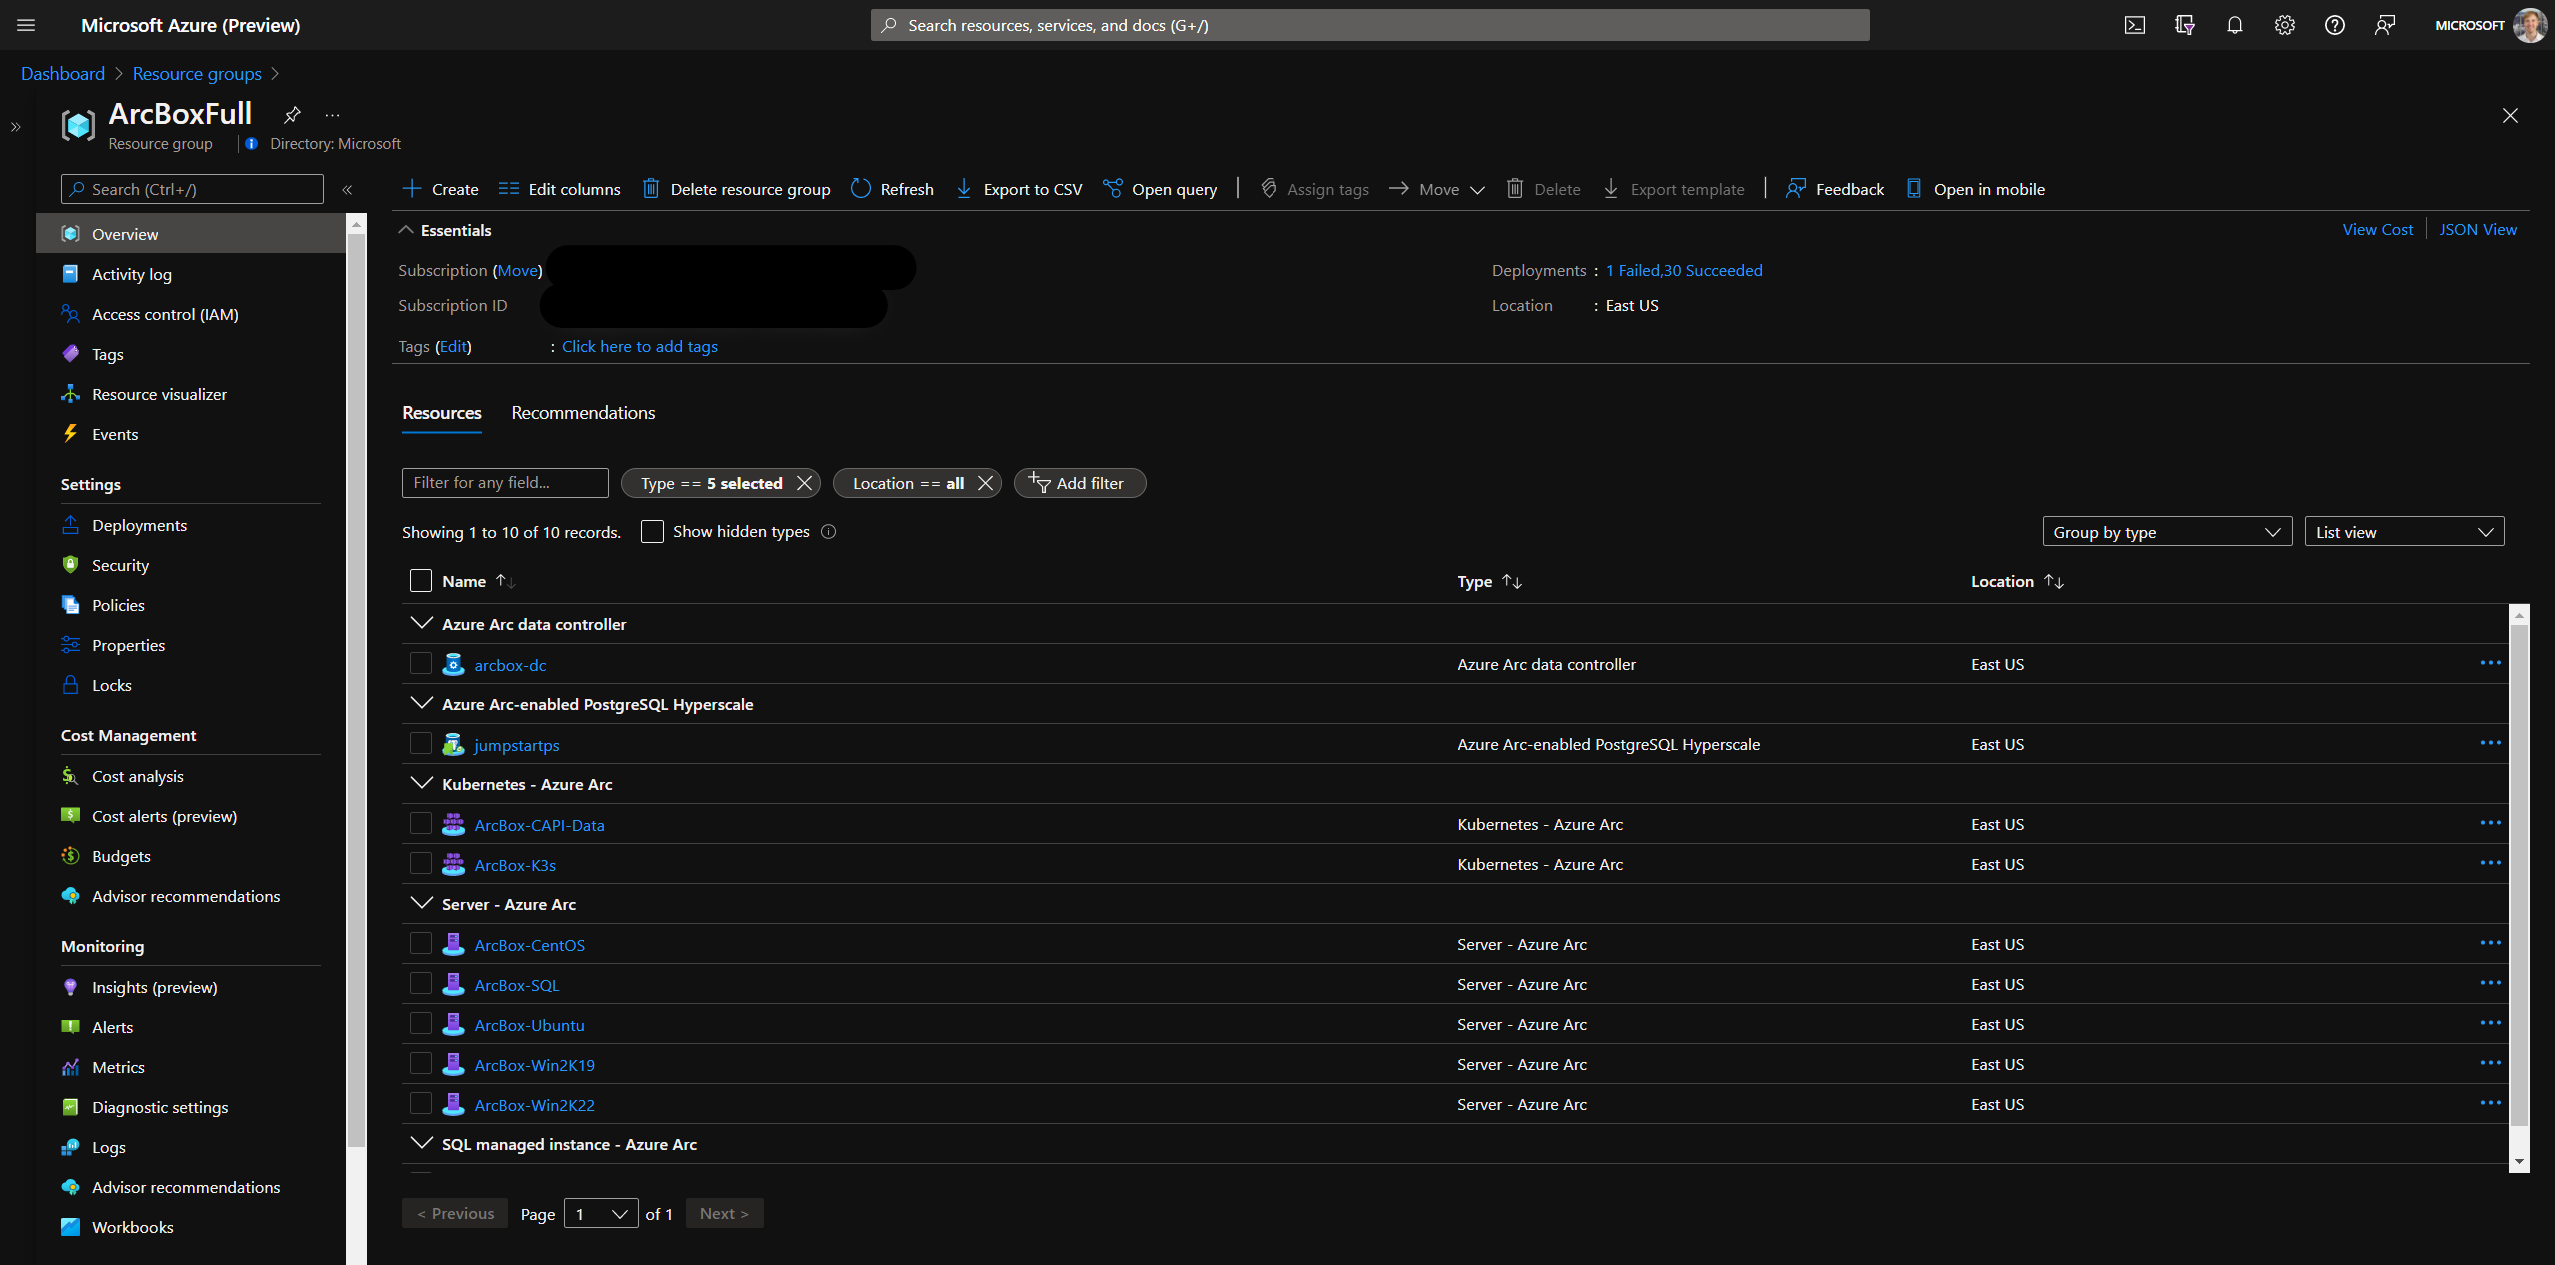 Microsoft Azure (Preview)
Search resources, services, and docs (G+/)
MICROSOFT
Dashboard > Resource groups >
ArcBoxFull
Resource group
Directory: Microsoft
Search (Ctrl+/)
Overview
Activity log
Access control (IAM)
Tags
Resource visualizer
Events
Settings
Deployments
Security
Policies
Properties
Locks
Cost Management
Cost analysis
Cost alerts (preview)
Budgets
Advisor recommendations
Monitoring
Insights (preview)
Alerts
Metrics
Diagnostic settings
Logs
Advisor recommendations
Workbooks
Create Edit columns Delete resource group Refresh Export to CSV Open query Assign tags Move Delete Export template Feedback Open in mobile
Essentials
View Cost JSON View
Subscription (Move)
Deployments : 1 Failed,30 Succeeded
Subscription ID
Location : East US
Tags (Edit) : Click here to add tags
Resources Recommendations
Filter for any field... Type == 5 selected Location == all Add filter
Showing 1 to 10 of 10 records. Show hidden types
Group by type List view
Name Type Location
Azure Arc data controller
arcbox-dc Azure Arc data controller East US
Azure Arc-enabled PostgreSQL Hyperscale
jumpstartps Azure Arc-enabled PostgreSQL Hyperscale East US
Kubernetes - Azure Arc
ArcBox-CAPI-Data Kubernetes - Azure Arc East US
ArcBox-K3s Kubernetes - Azure Arc East US
Server - Azure Arc
ArcBox-CentOS Server - Azure Arc East US
ArcBox-SQL Server - Azure Arc East US
ArcBox-Ubuntu Server - Azure Arc East US
ArcBox-Win2K19 Server - Azure Arc East US
ArcBox-Win2K22 Server - Azure Arc East US
SQL managed instance - Azure Arc
< Previous Page 1 of 1 Next >